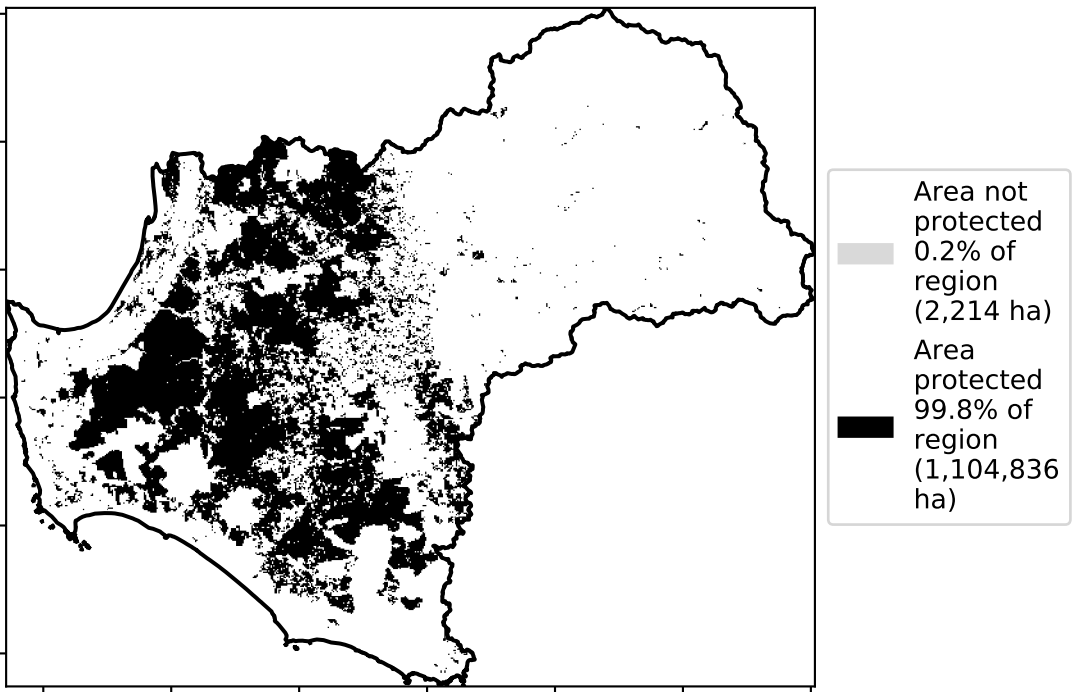 Area not
protected
0.2% of
region
(2,214 ha)
Area
protected
99.8% of
region
(1,104,836
ha)